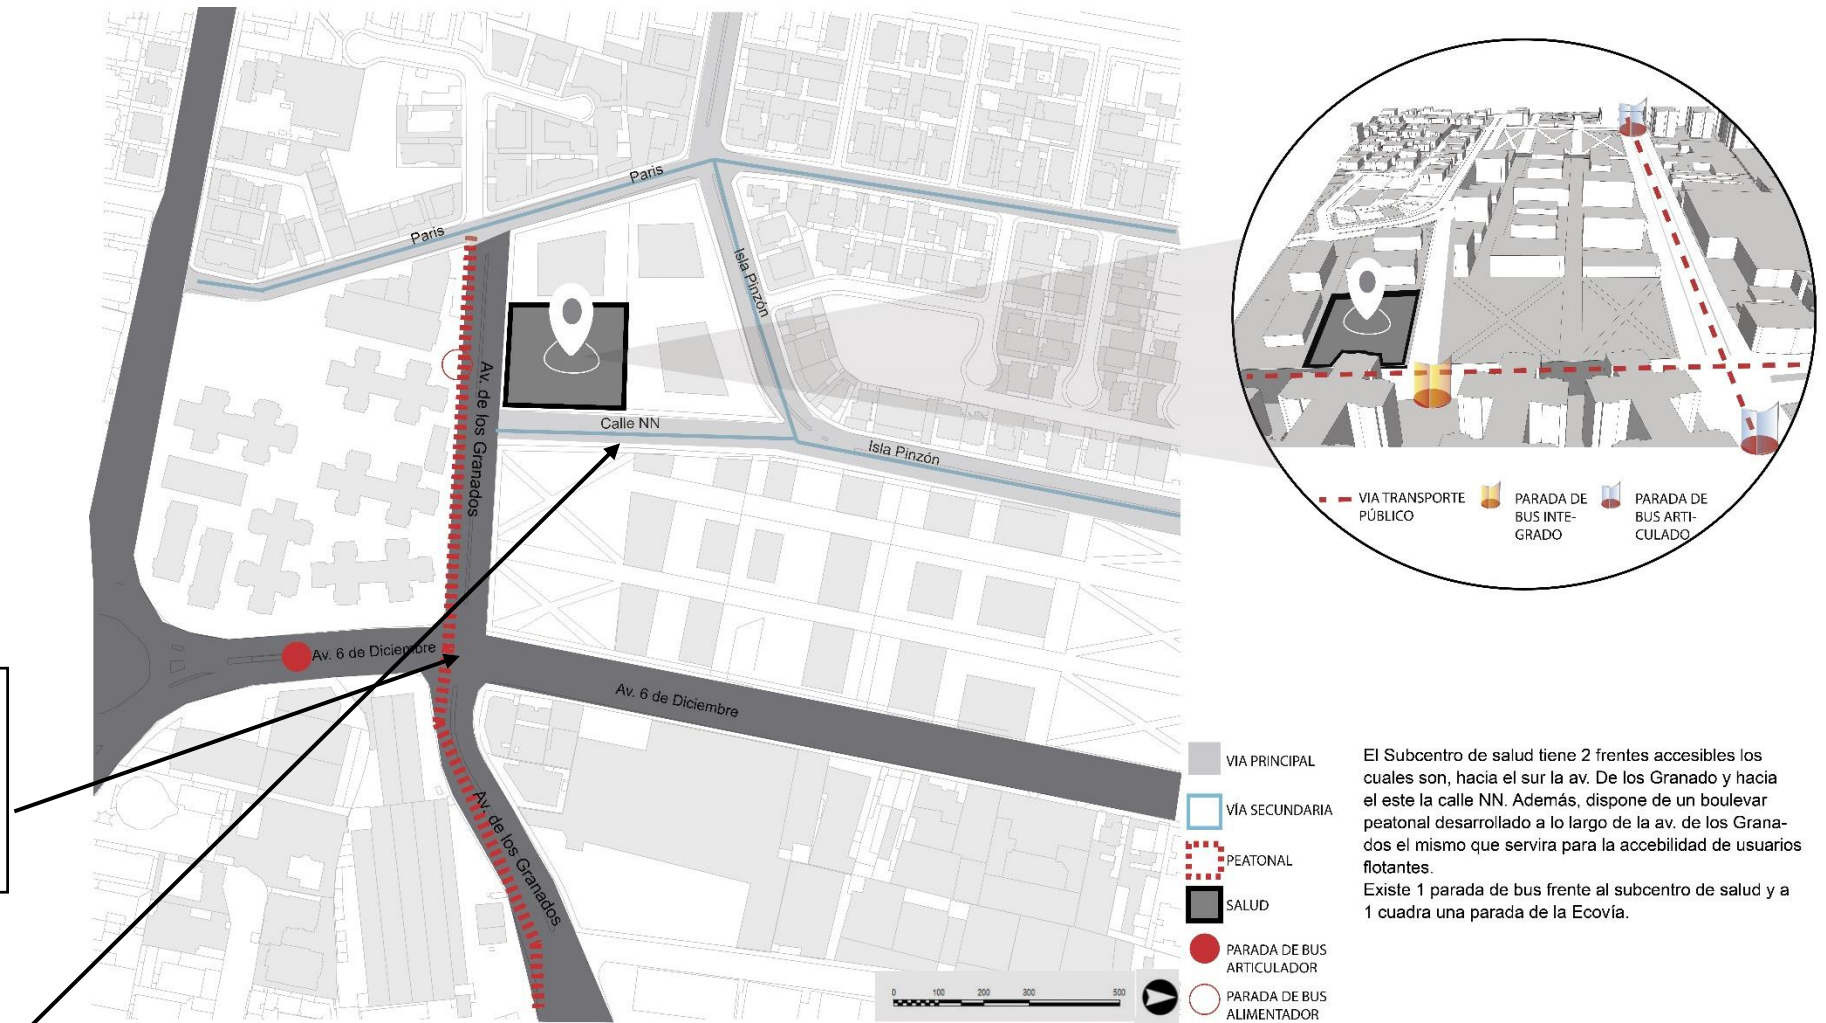 Paris
Paris
Isla Pinzón
Av. de los Granados
Calle NN
Isla Pinzón
Av. 6 de Diciembre
Av. 6 de Diciembre
Av. de los Granados
VIA TRANSPORTE
PÚBLICO
PARADA DE
BUS INTE-
GRADO
PARADA DE
BUS ARTI-
CULADO
VIA PRINCIPAL
VÍA SECUNDARIA
PEATONAL
SALUD
PARADA DE BUS
ARTICULADOR
PARADA DE BUS
ALIMENTADOR
0 100 200 300 500
El Subcentro de salud tiene 2 frentes accesibles los
cuales son, hacia el sur la av. De los Granado y hacia
el este la calle NN. Además, dispone de un boulevar
peatonal desarrollado a lo largo de la av. de los Grana-
dos el mismo que servira para la accebilidad de usuarios
flotantes.
Existe 1 parada de bus frente al subcentro de salud y a
1 cuadra una parada de la Ecovía.